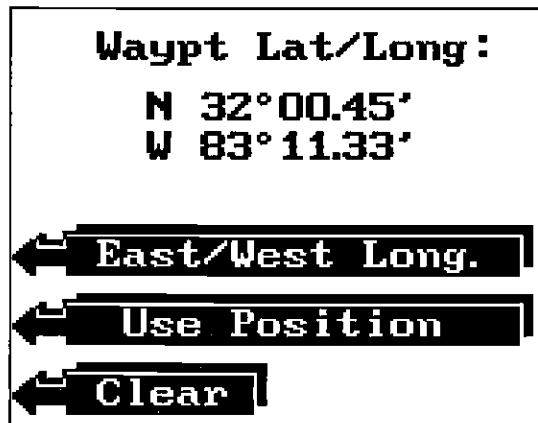 Waypt Lat/Long:
N 32°00.45'
W 83°11.33'
East/West Long.
Use Position
Clear